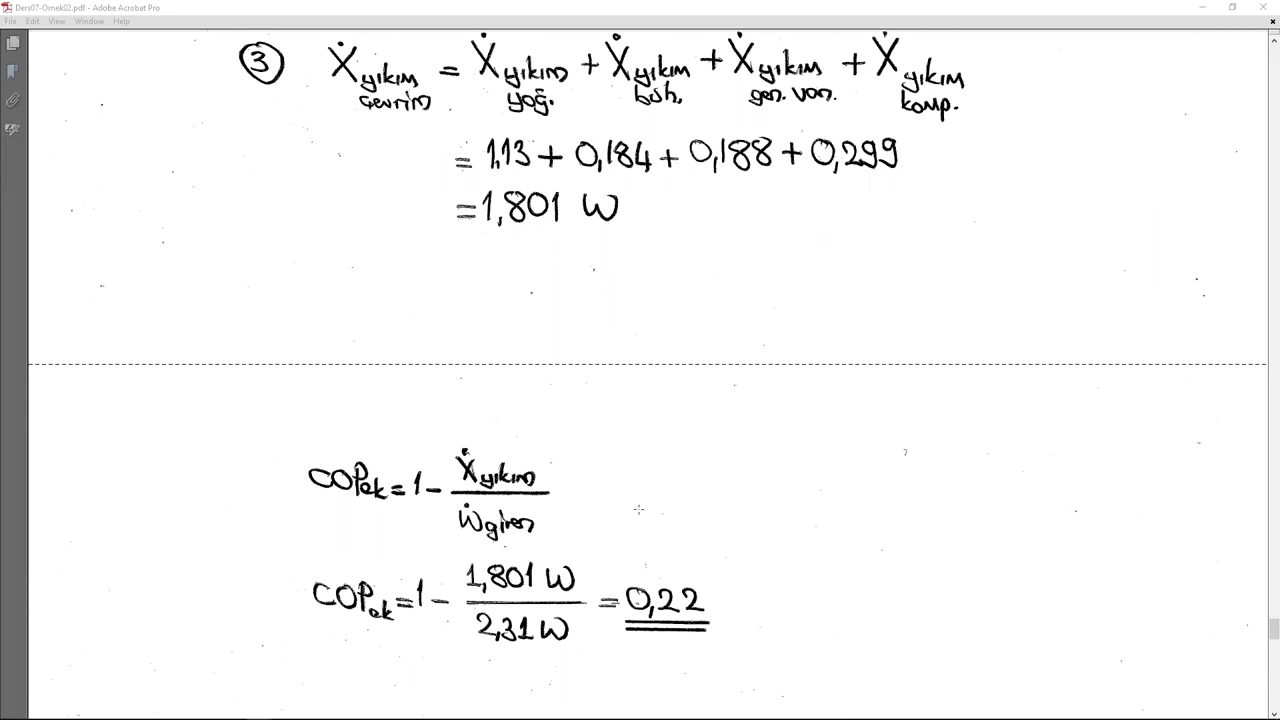 Ders07-Ornek02.pdf - Adobe Acrobat Pro
File Edit View Window Help
③ Ẋyıkım çevrim = Ẋyıkım yoğ. + Ẋyıkım buh. + Ẋyıkım gen. van. + Ẋyıkım komp.
= 1,13 + 0,184 + 0,188 + 0,299
= 1,801 W
COPek = 1 - Ẋyıkım / Ẇgiren
COPek = 1 - 1,801 W / 2,31 W = 0,22